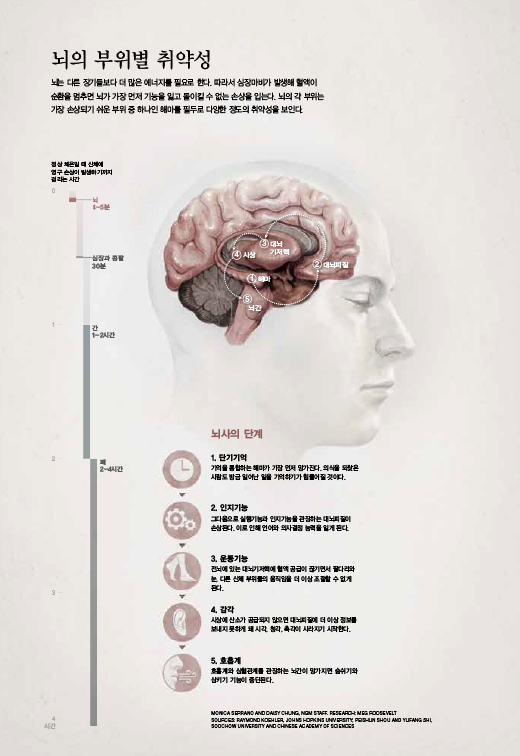 뇌의 부위별 취약성
뇌는 다른 장기들보다 더 많은 에너지를 필요로 한다. 따라서 심장마비가 발생해 혈액이
순환을 멈추면 뇌가 가장 먼저 기능을 잃고 돌이킬 수 없는 손상을 입는다. 뇌의 각 부위는
가장 손상되기 쉬운 부위 중 하나인 해마를 필두로 다양한 정도의 취약성을 보인다.
정상 체온일 때 신체에
영구 손상이 발생하기까지
걸리는 시간
0
뇌
4~5분
심장과 콩팥
30분
1
간
1~2시간
2
폐
2~4시간
3
4
시간
③ 대뇌
기저핵
④ 시상
② 대뇌피질
① 해마
⑤
뇌간
뇌사의 단계
1. 단기기억
기억을 통합하는 해마가 가장 먼저 망가진다. 의식을 되찾은
사람도 방금 일어난 일을 기억하기가 힘들어질 것이다.
2. 인지기능
그다음으로 실행기능과 인지기능을 관장하는 대뇌피질이
손상된다. 이로 인해 언어와 의사결정 능력을 잃게 된다.
3. 운동기능
전뇌에 있는 대뇌기저핵에 혈액 공급이 끊기면서 팔다리와
눈, 다른 신체 부위들의 움직임을 더 이상 조절할 수 없게
된다.
4. 감각
시상에 산소가 공급되지 않으면 대뇌피질에 더 이상 정보를
보내지 못하게 돼 시각, 청각, 촉각이 사라지기 시작한다.
5. 호흡계
호흡계와 심혈관계를 관장하는 뇌간이 망가지면 숨쉬기와
삼키기 기능이 중단된다.
MONICA SERRANO AND DAISY CHUNG, NGM STAFF. RESEARCH: MEG ROOSEVELT
SOURCES: RAYMOND KOEHLER, JOHNS HOPKINS UNIVERSITY; PEISHUN SHOU AND YUFANG SHI,
SOOCHOW UNIVERSITY AND CHINESE ACADEMY OF SCIENCES